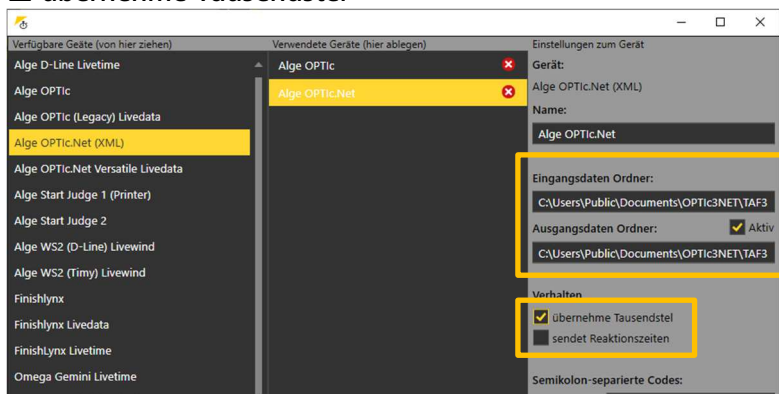 übernehme Tausendstel
Verfügbare Geäte (von hier ziehen)
Alge D-Line Livetime
Alge OPTIc
Alge OPTIc (Legacy) Livedata
Alge OPTIc.Net (XML)
Alge OPTIc.Net Versatile Livedata
Alge Start Judge 1 (Printer)
Alge Start Judge 2
Alge WS2 (D-Line) Livewind
Alge WS2 (Timy) Livewind
Finishlynx
Finishlynx Livedata
FinishLynx Livetime
Omega Gemini Livetime
Verwendete Geräte (hier ablegen)
Alge OPTIc
Alge OPTIc.Net
Einstellungen zum Gerät
Gerät:
Alge OPTIc.Net (XML)
Name:
Alge OPTIc.Net
Eingangsdaten Ordner:
C:\Users\Public\Documents\OPTIc3NET\TAF3
Ausgangsdaten Ordner: Aktiv
C:\Users\Public\Documents\OPTIc3NET\TAF3
Verhalten
übernehme Tausendstel
sendet Reaktionszeiten
Semikolon-separierte Codes: